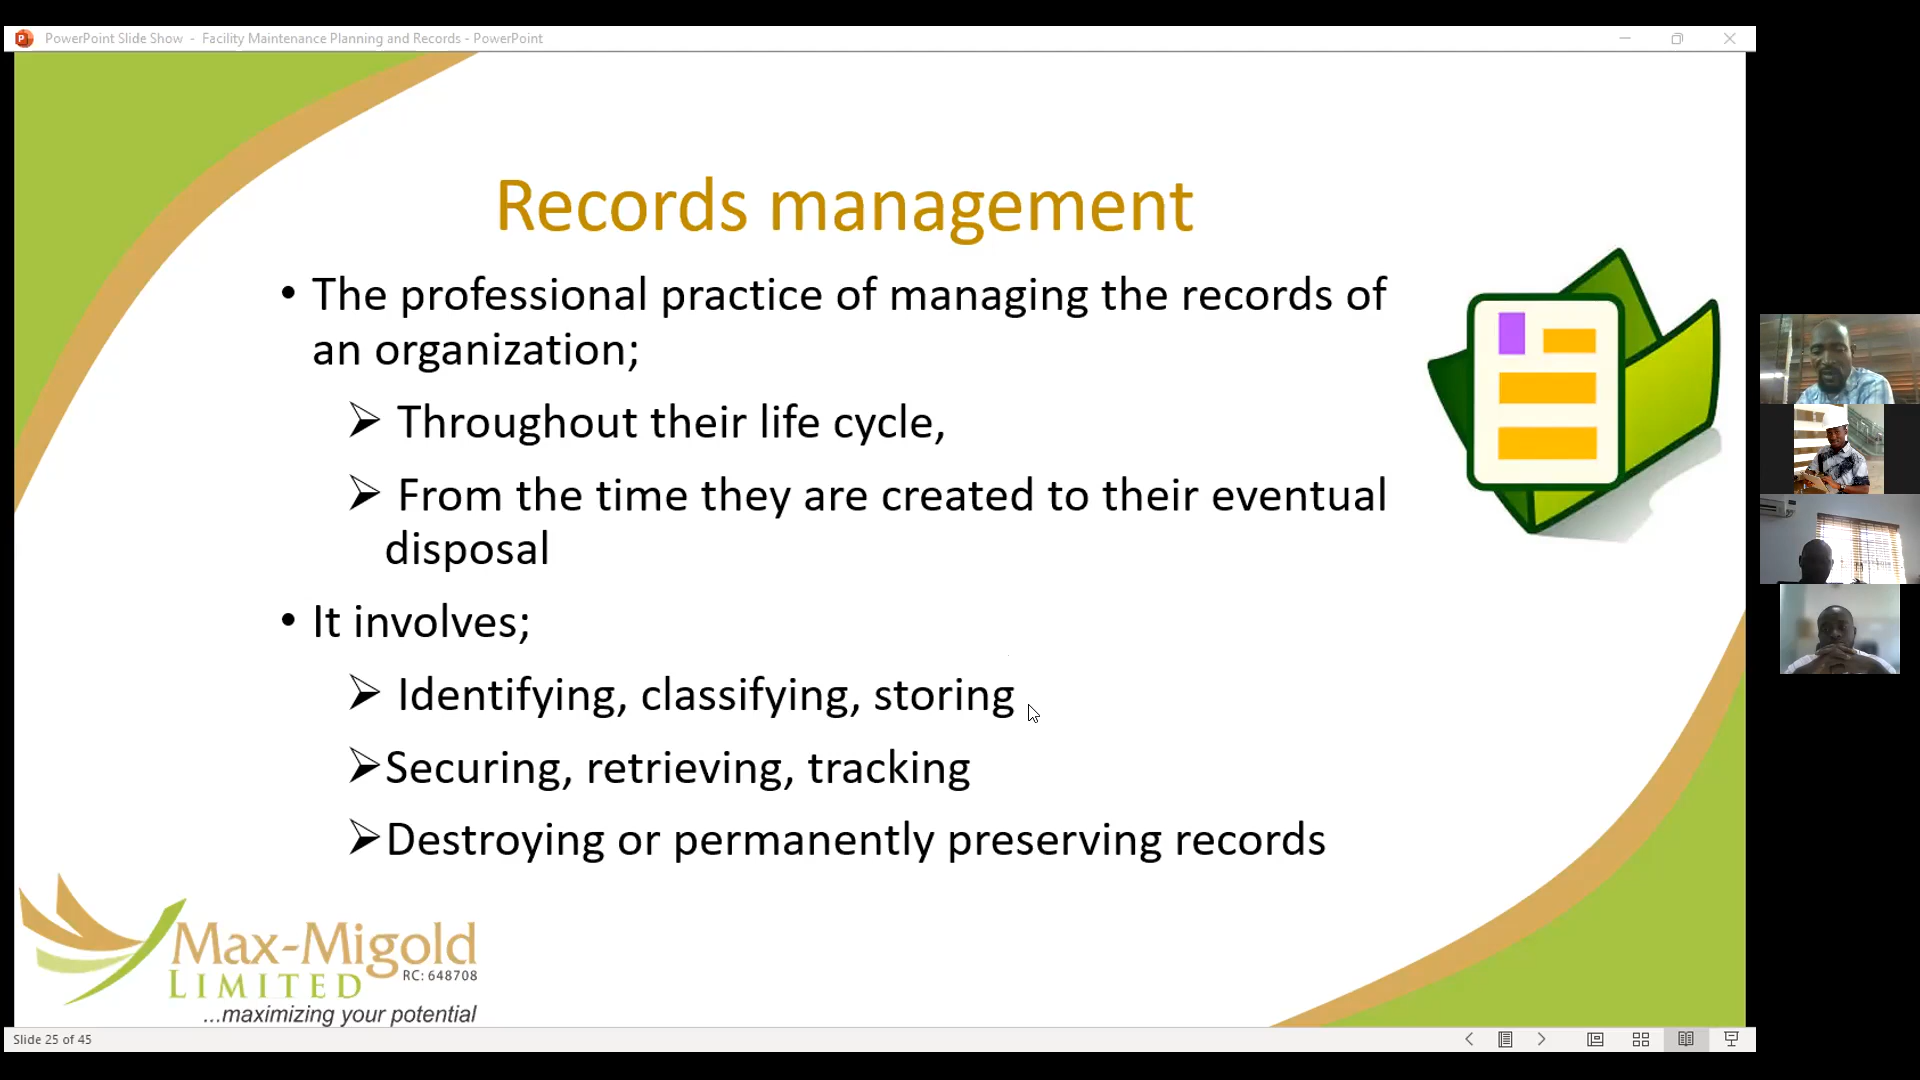 PowerPoint Slide Show - Facility Maintenance Planning and Records - PowerPoint
Records management
• The professional practice of managing the records of
an organization;
➢ Throughout their life cycle,
➢ From the time they are created to their eventual
disposal
• It involves;
➢ Identifying, classifying, storing
➢Securing, retrieving, tracking
➢Destroying or permanently preserving records
Max-Migold
LIMITED RC: 648708
...maximizing your potential
Slide 25 of 45